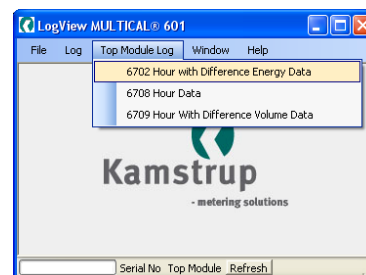 LogView MULTICAL® 601
File Log Top Module Log Window Help
6702 Hour with Difference Energy Data
6708 Hour Data
6709 Hour With Difference Volume Data
Kamstrup
- metering solutions
Serial No Top Module Refresh